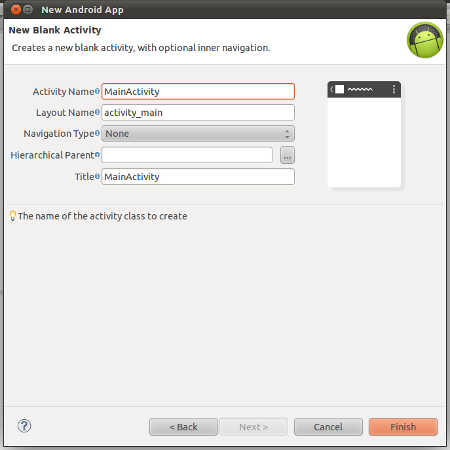 New Android App
New Blank Activity
Creates a new blank activity, with optional inner navigation.
Activity Name MainActivity
Layout Name activity_main
Navigation Type None
Hierarchical Parent ...
Title MainActivity
The name of the activity class to create
? < Back Next > Cancel Finish